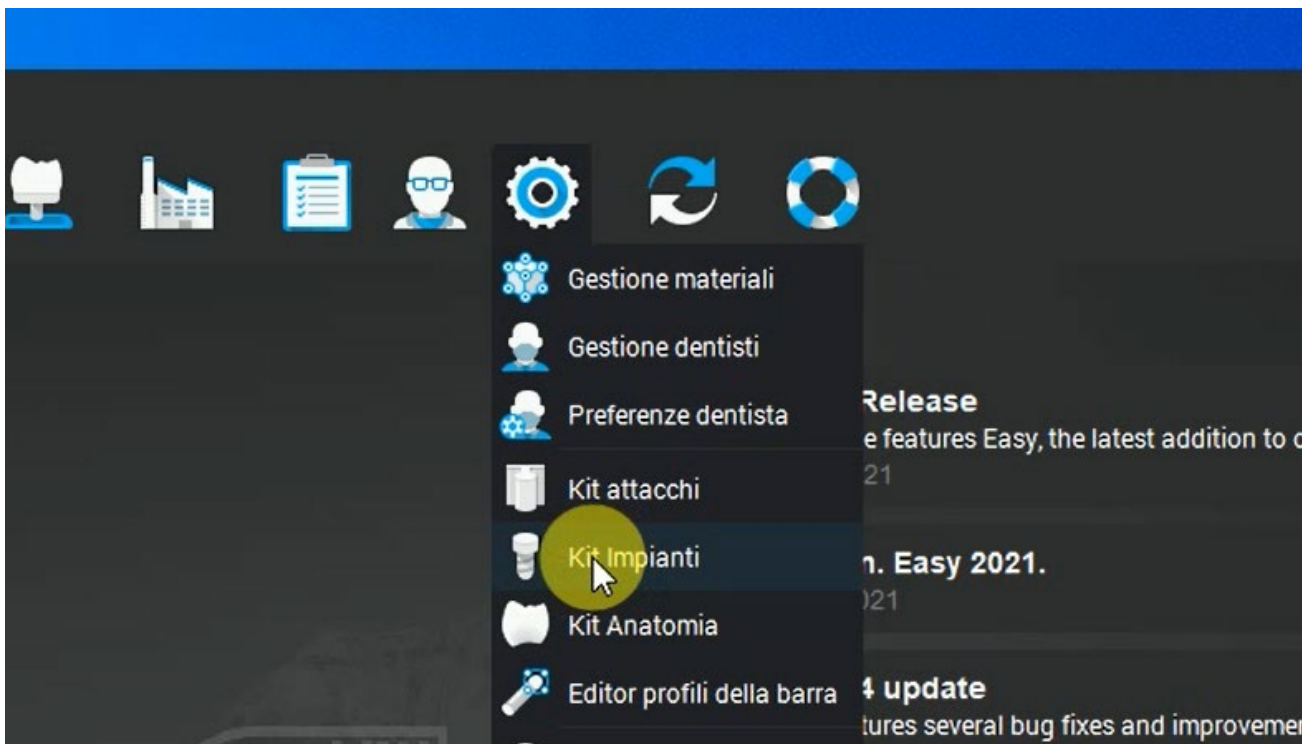 Gestione materiali
Gestione dentisti
Preferenze dentista
Kit attacchi
Kit Impianti
Kit Anatomia
Editor profili della barra
Release
e features Easy, the latest addition to
21
n. Easy 2021.
021
4 update
tures several bug fixes and